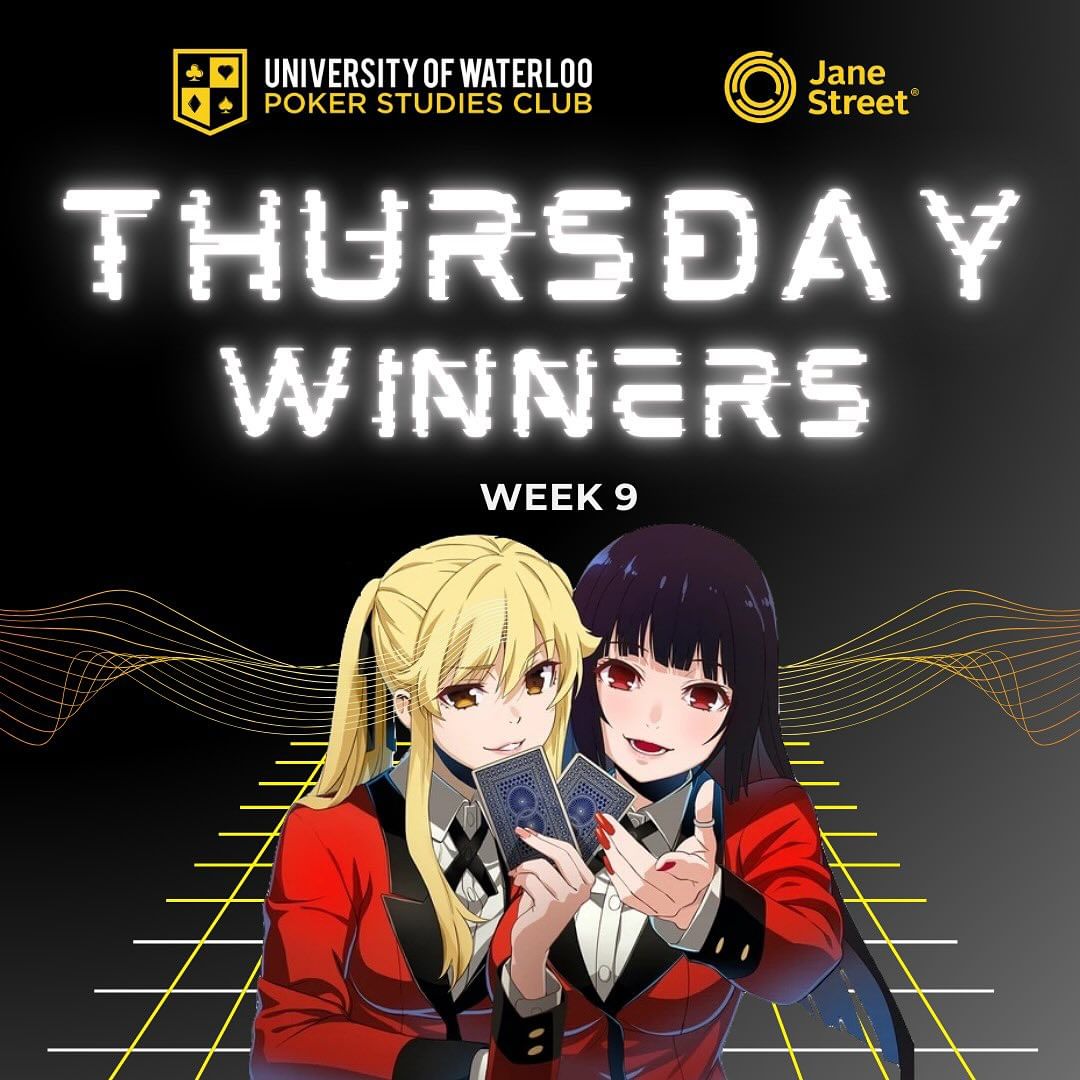 UNIVERSITY OF WATERLOO
POKER STUDIES CLUB
Jane
Street®
THURSDAY
WINNERS
WEEK 9